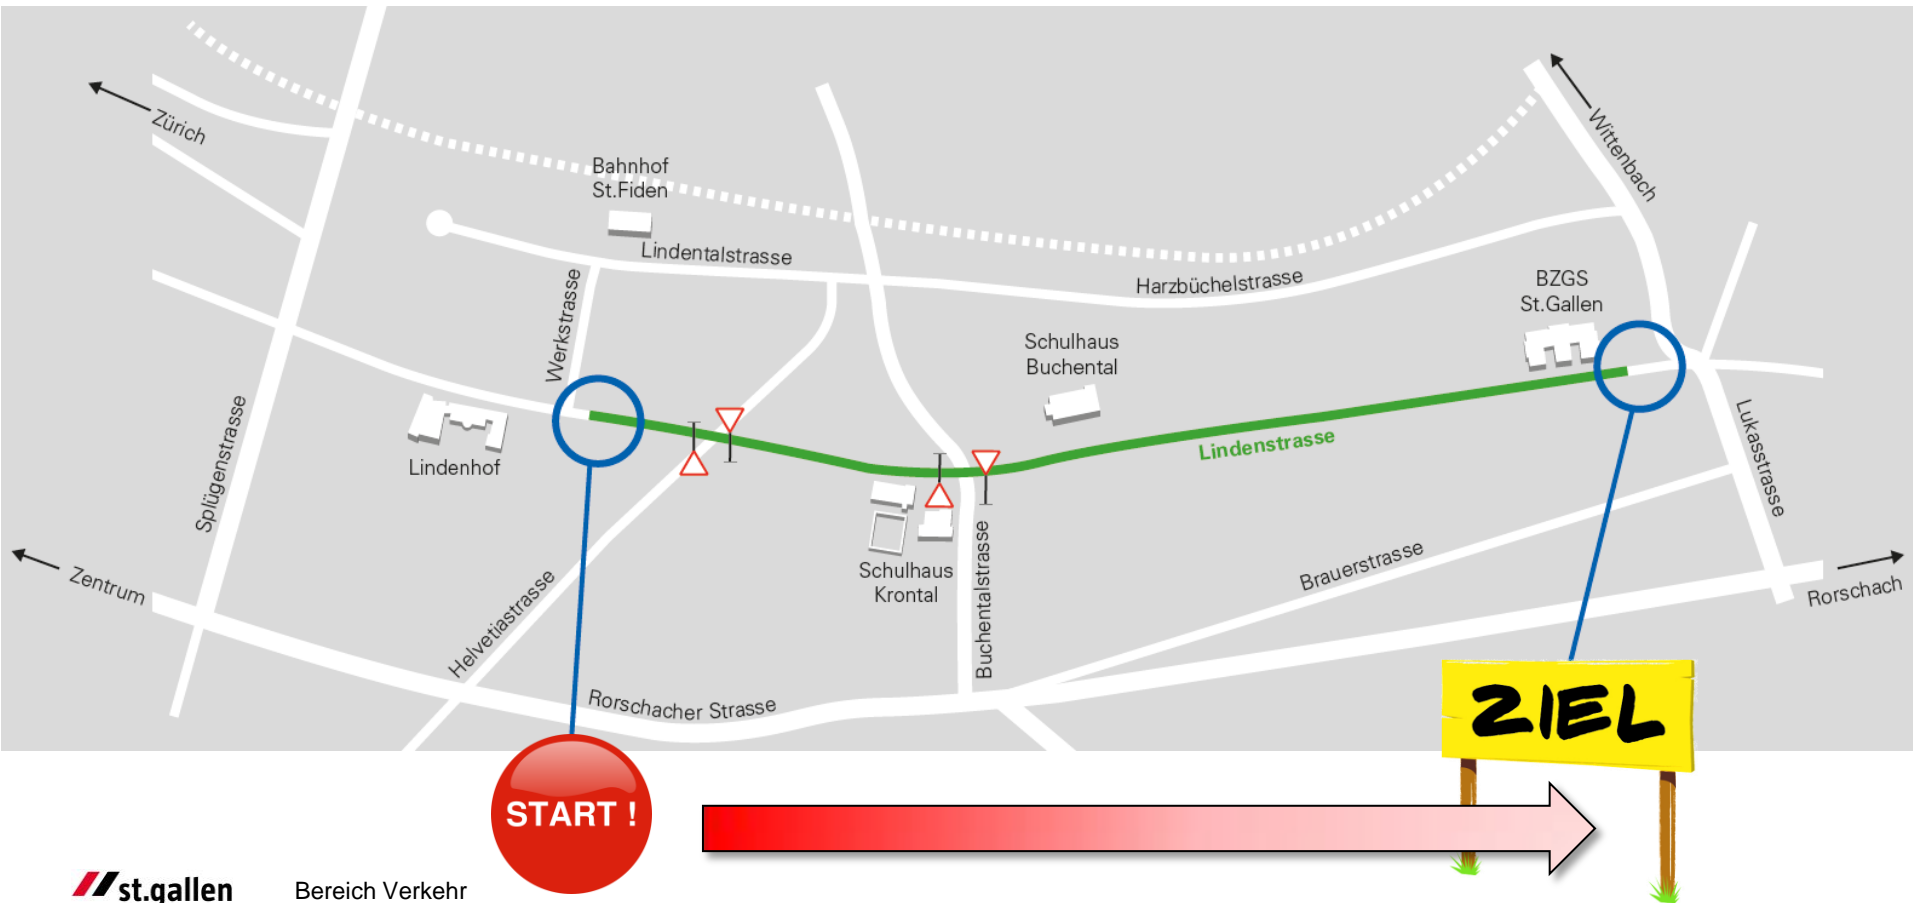 Zürich
Wittenbach
Bahnhof
St.Fiden
Lindentalstrasse
Harzbüchelstrasse
BZGS
St.Gallen
Werkstrasse
Schulhaus
Buchental
Splügenstrasse
Lindenhof
Lindenstrasse
Lukasstrasse
Zentrum
Helvetiastrasse
Schulhaus
Krontal
Buchentalstrasse
Brauerstrasse
Rorschach
Rorschacher Strasse
ZIEL
START !
st.gallen
Bereich Verkehr